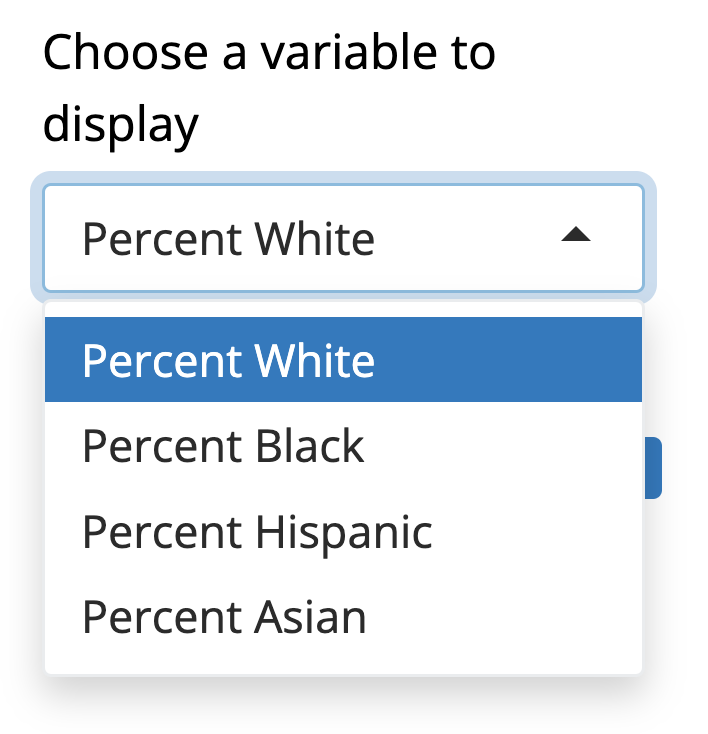 Choose a variable to
display
Percent White
Percent White
Percent Black
Percent Hispanic
Percent Asian